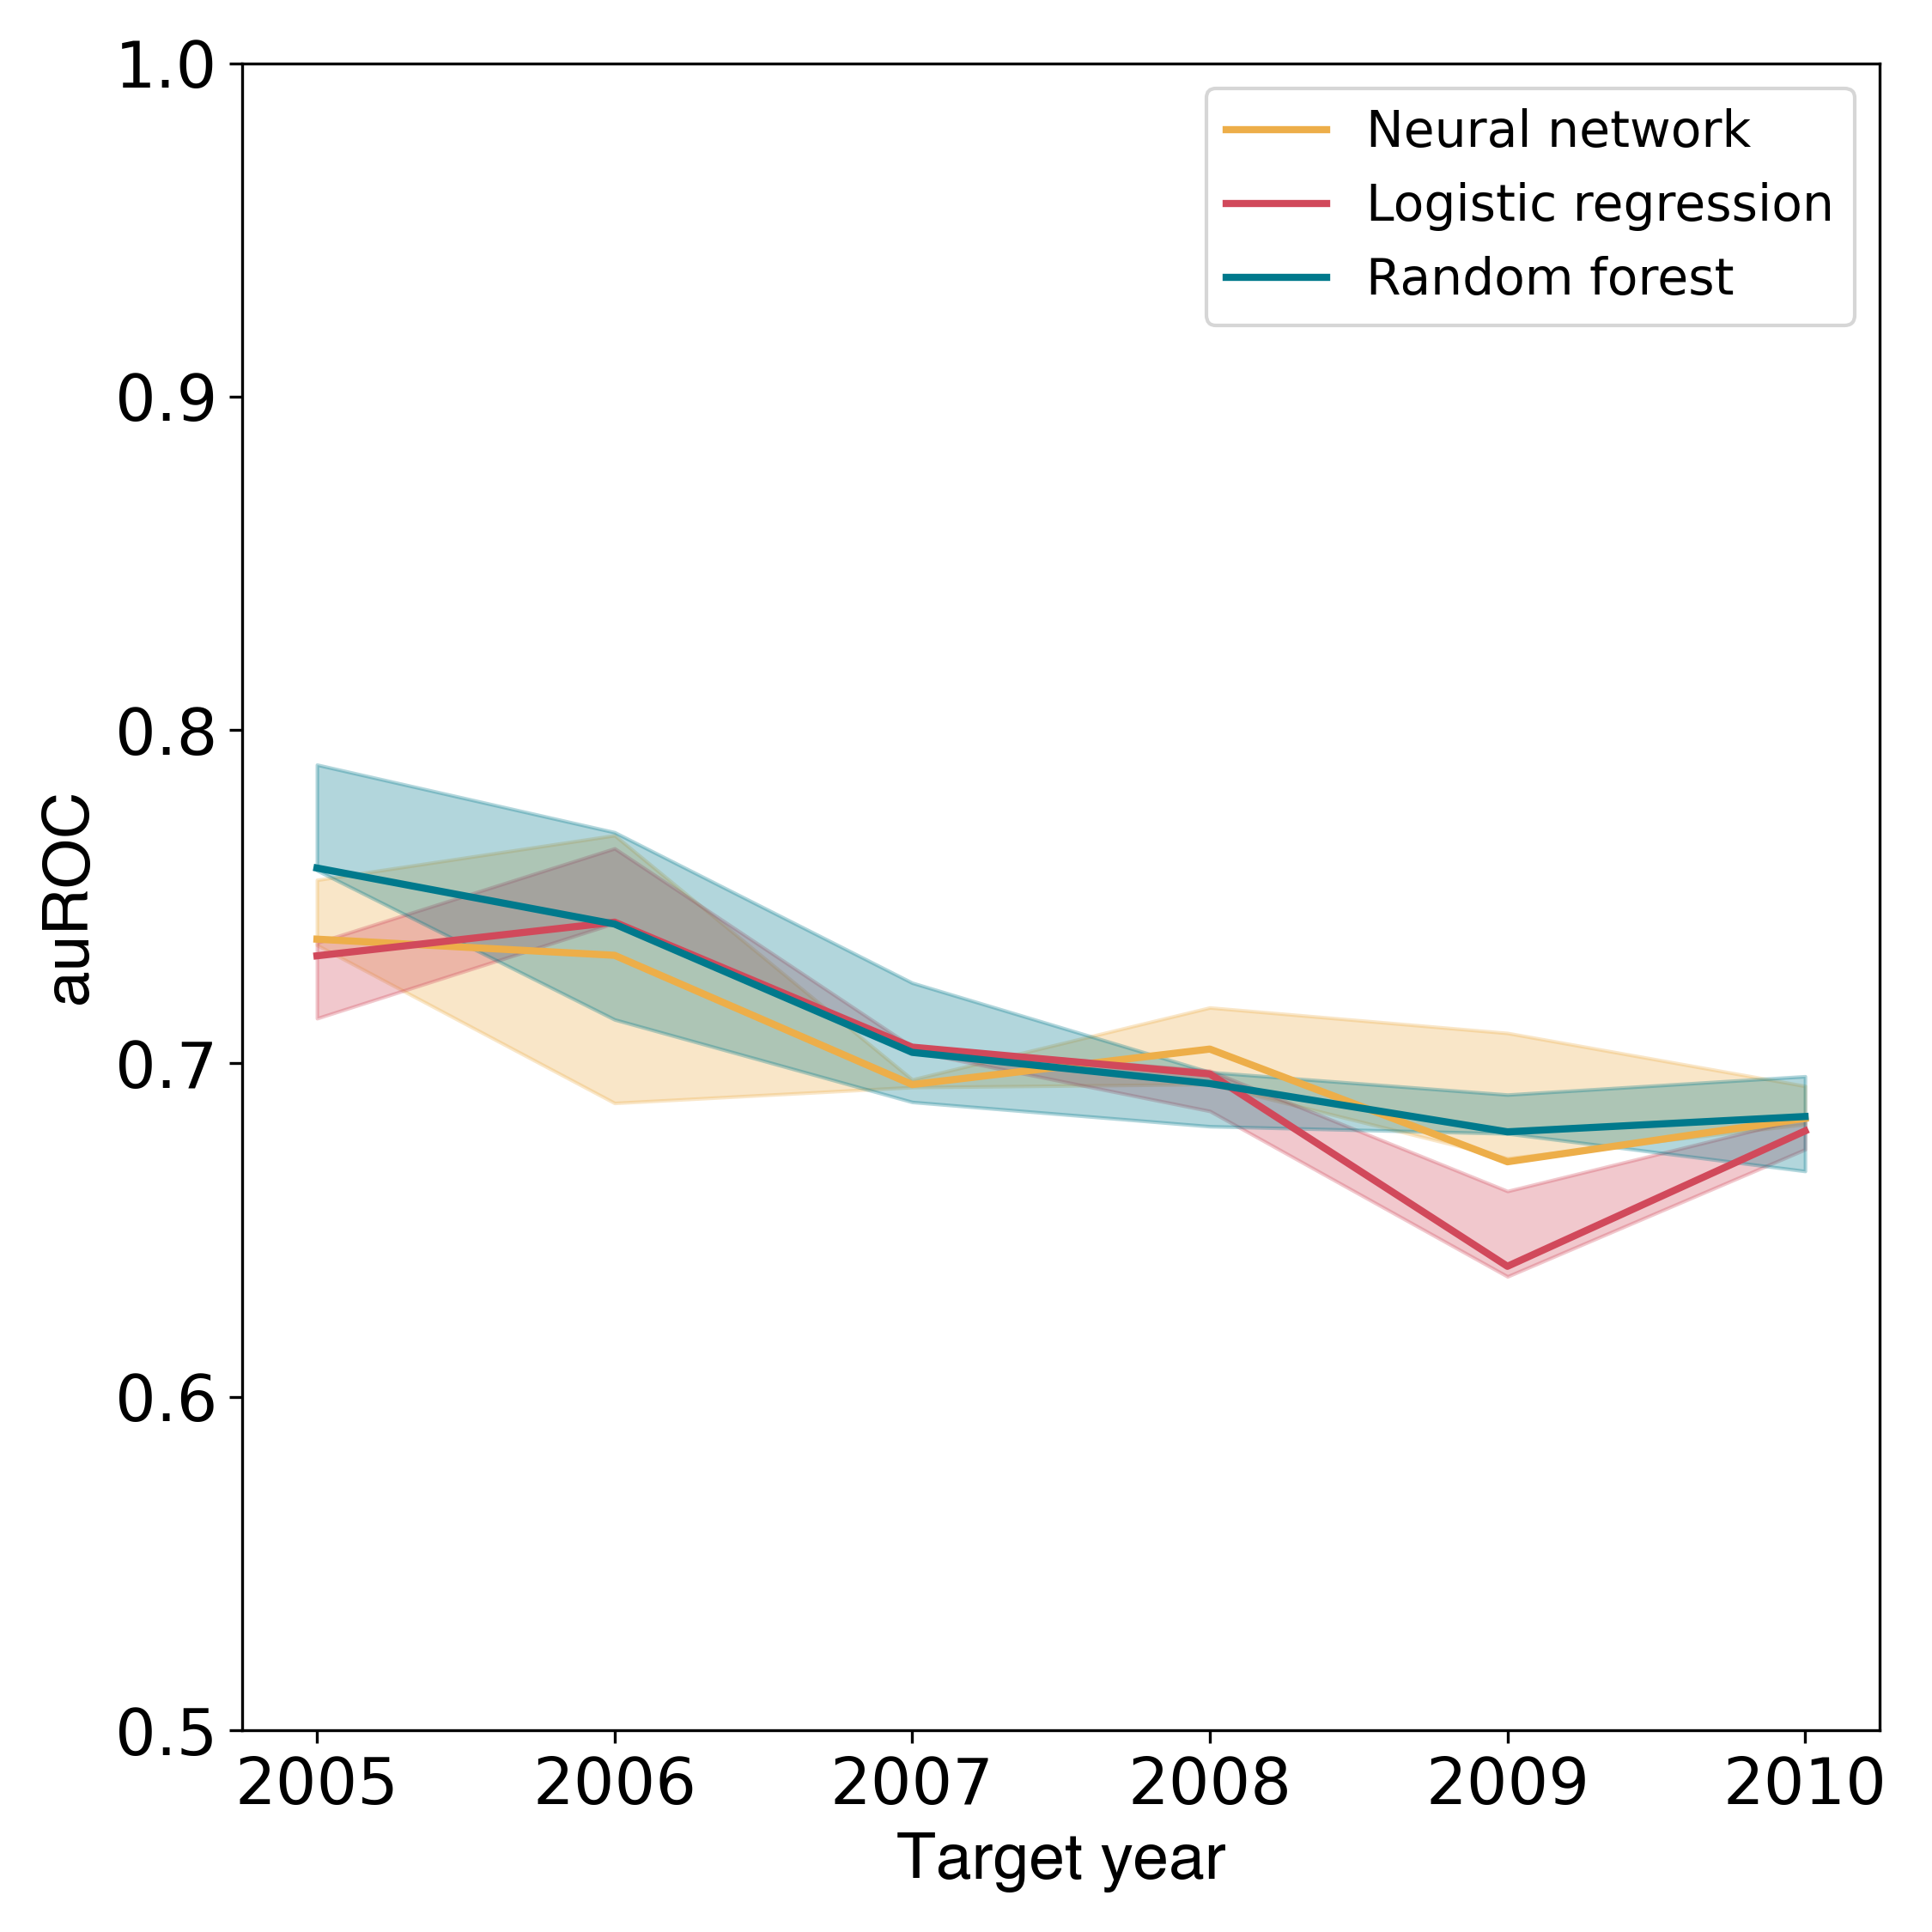 1.0
0.9
0.8
0.7
0.6
0.5
auROC
Neural network
Logistic regression
Random forest
2005 2006 2007 2008 2009 2010
Target year